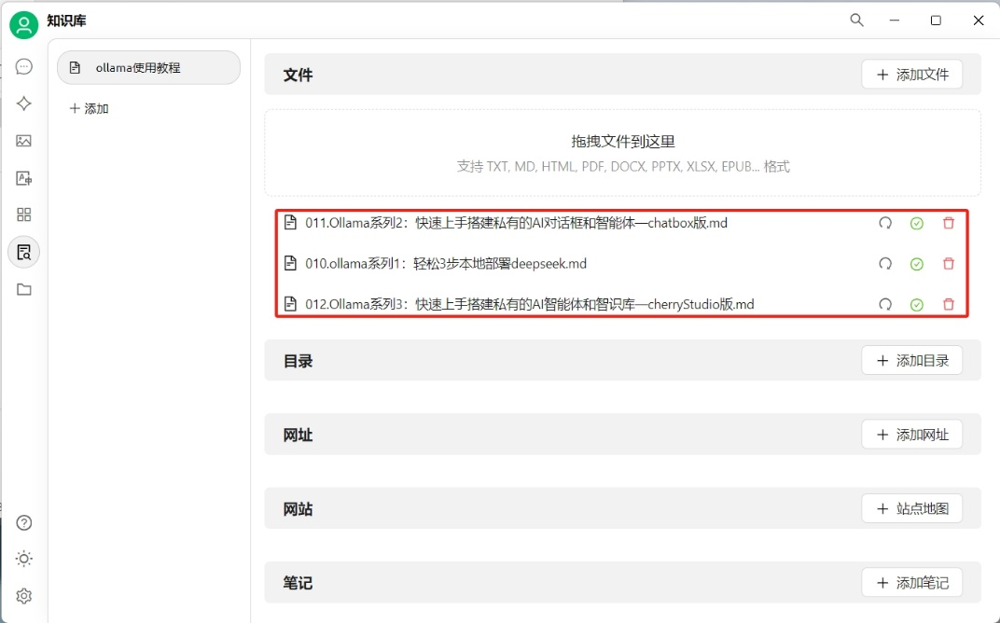 知识库
ollama使用教程
添加
文件
添加文件
拖拽文件到这里
支持 TXT, MD, HTML, PDF, DOCX, PPTX, XLSX, EPUB... 格式
011.Ollama系列2：快速上手搭建私有的AI对话框和智能体—chatbox版.md
010.ollama系列1：轻松3步本地部署deepseek.md
012.Ollama系列3：快速上手搭建私有的AI智能体和智识库—cherryStudio版.md
目录
添加目录
网址
添加网址
网站
站点地图
笔记
添加笔记